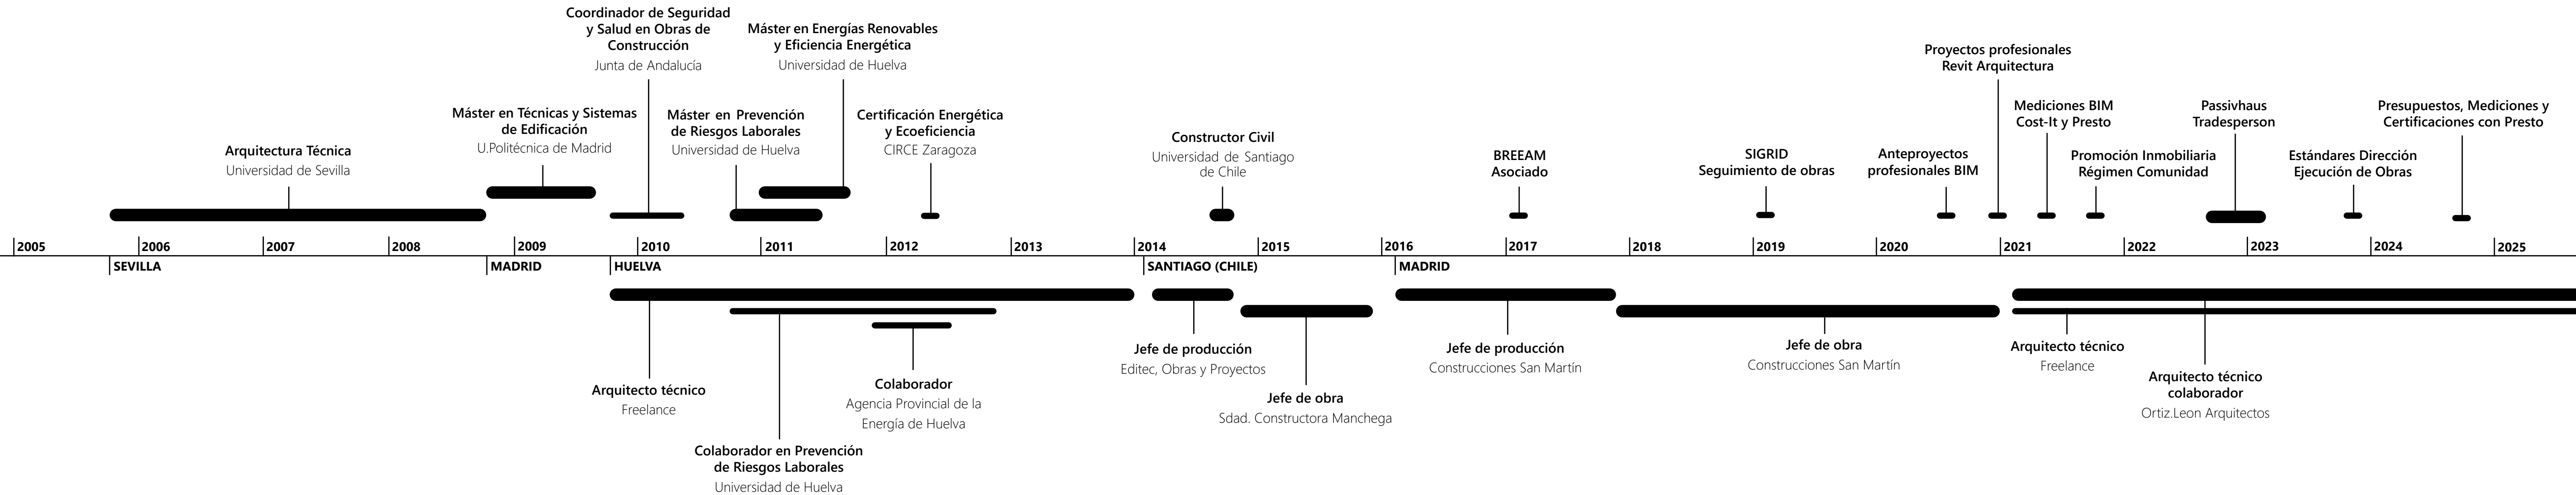 Arquitectura Técnica
Universidad de Sevilla
Máster en Técnicas y Sistemas
de Edificación
U.Politécnica de Madrid
Coordinador de Seguridad
y Salud en Obras de
Construcción
Junta de Andalucía
Máster en Prevención
de Riesgos Laborales
Universidad de Huelva
Máster en Energías Renovables
y Eficiencia Energética
Universidad de Huelva
Certificación Energética
y Ecoeficiencia
CIRCE Zaragoza
Constructor Civil
Universidad de Santiago
de Chile
BREEAM
Asociado
SIGRID
Seguimiento de obras
Anteproyectos
profesionales BIM
Proyectos profesionales
Revit Arquitectura
Mediciones BIM
Cost-It y Presto
Promoción Inmobiliaria
Régimen Comunidad
Passivhaus
Tradesperson
Estándares Dirección
Ejecución de Obras
Presupuestos, Mediciones y
Certificaciones con Presto
2005 2006 2007 2008 2009 2010 2011 2012 2013 2014 2015 2016 2017 2018 2019 2020 2021 2022 2023 2024 2025
SEVILLA MADRID HUELVA SANTIAGO (CHILE) MADRID
Arquitecto técnico
Freelance
Colaborador en Prevención
de Riesgos Laborales
Universidad de Huelva
Colaborador
Agencia Provincial de la
Energía de Huelva
Jefe de producción
Editec, Obras y Proyectos
Jefe de obra
Sdad. Constructora Manchega
Jefe de producción
Construcciones San Martín
Jefe de obra
Construcciones San Martín
Arquitecto técnico
Freelance
Arquitecto técnico
colaborador
Ortiz.Leon Arquitectos